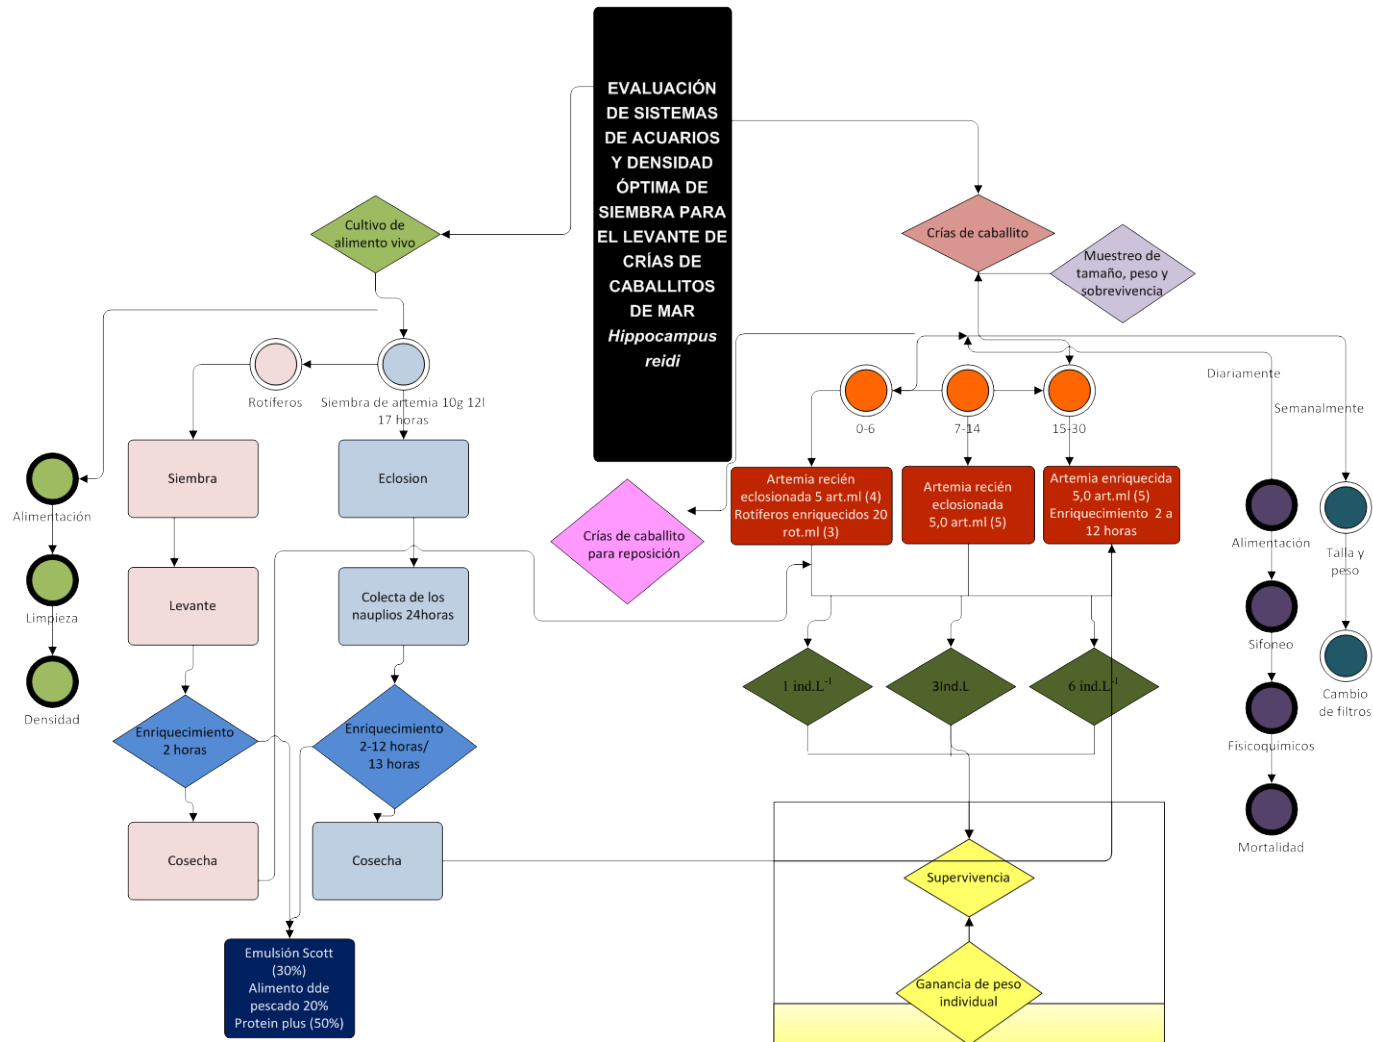 EVALUACIÓN
DE SISTEMAS
DE ACUARIOS
Y DENSIDAD
ÓPTIMA DE
SIEMBRA PARA
EL LEVANTE DE
CRÍAS DE
CABALLITOS
DE MAR
Hippocampus
reidi
Cultivo de
alimento vivo
Crías de caballito
Muestreo de
tamaño, peso y
sobrevivencia
Rotíferos
Siembra de artemia 10g 12l
17 horas
Diariamente
Semanalmente
0-6
7-14
15-30
Siembra
Eclosion
Alimentación
Limpieza
Densidad
Levante
Colecta de los
nauplios 24horas
Enriquecimiento
2 horas
Enriquecimiento
2-12 horas/
13 horas
Cosecha
Cosecha
Emulsión Scott
(30%)
Alimento dde
pescado 20%
Protein plus (50%)
Crías de caballito
para reposición
Artemia recién
eclosionada 5 art.ml (4)
Rotíferos enriquecidos 20
rot.ml (3)
Artemia recién
eclosionada
5,0 art.ml (5)
Artemia enriquecida
5,0 art.ml (5)
Enriquecimiento 2 a
12 horas
1 ind.L-1
3Ind.L
6 ind.L-1
Supervivencia
Ganancia de peso
individual
Alimentación
Sifoneo
Fisicoquímicos
Mortalidad
Talla y
peso
Cambio
de filtros